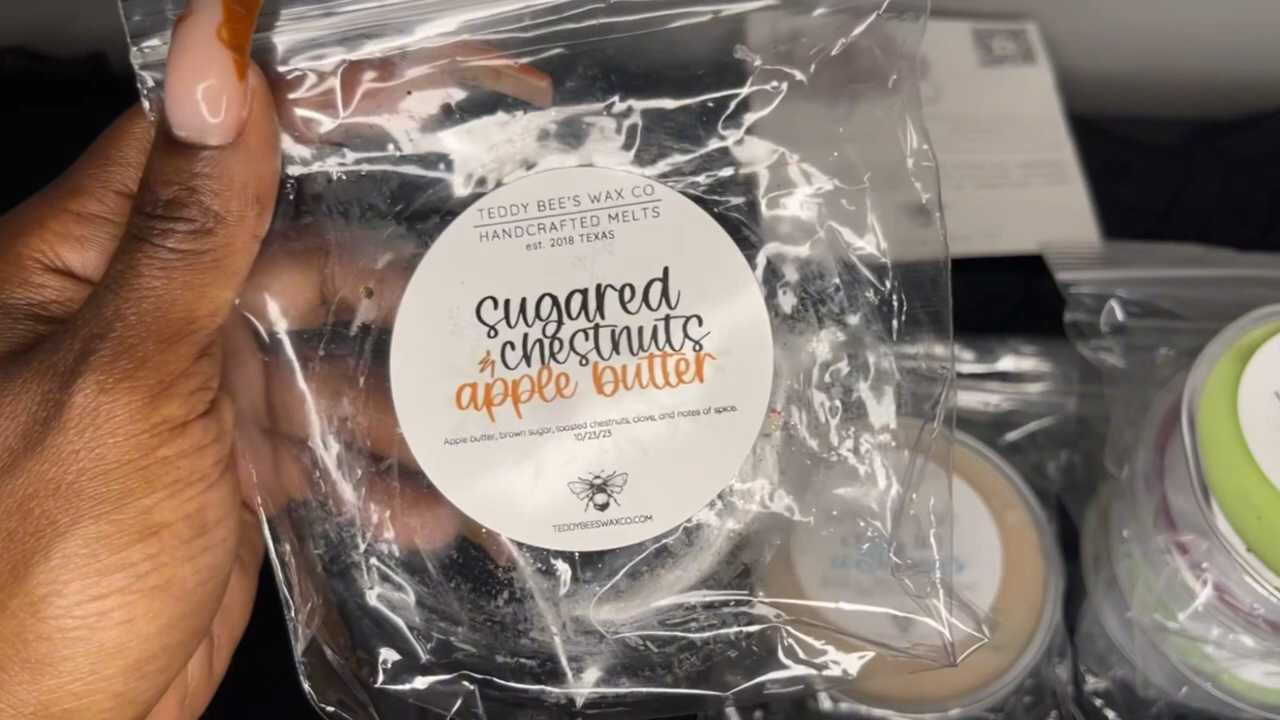 TEDDY BEE'S WAX CO
HANDCRAFTED MELTS
est. 2018 TEXAS
sugared
& chestnuts
apple butter
Apple butter, brown sugar, toasted chestnuts, clove, and notes of spice.
10/23/23
TEDDYBEESWAXCO.COM